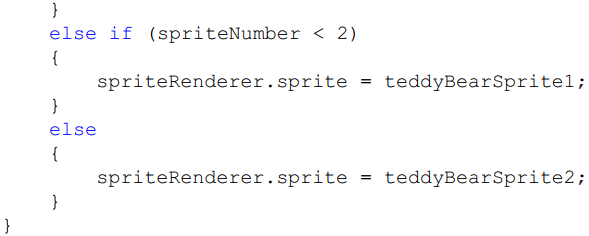 }
    else if (spriteNumber < 2)
    {
        spriteRenderer.sprite = teddyBearSprite1;
    }
    else
    {
        spriteRenderer.sprite = teddyBearSprite2;
    }
}